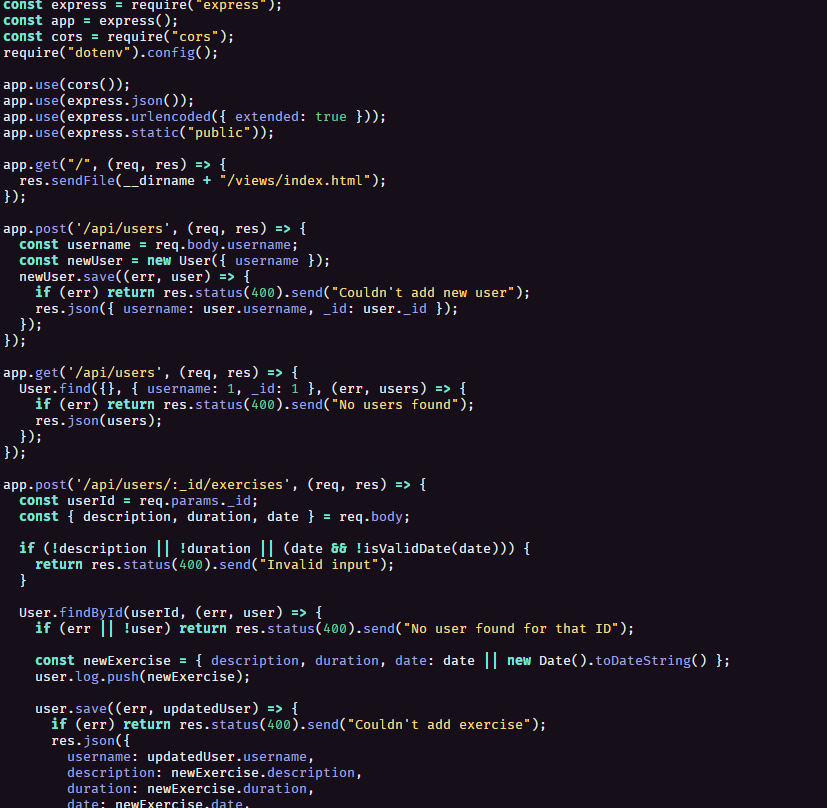 const express = require("express");
const app = express();
const cors = require("cors");
require("dotenv").config();

app.use(cors());
app.use(express.json());
app.use(express.urlencoded({ extended: true }));
app.use(express.static("public"));

app.get("/", (req, res) => {
  res.sendFile(__dirname + "/views/index.html");
});

app.post('/api/users', (req, res) => {
  const username = req.body.username;
  const newUser = new User({ username });
  newUser.save((err, user) => {
    if (err) return res.status(400).send("Couldn't add new user");
    res.json({ username: user.username, _id: user._id });
  });
});

app.get('/api/users', (req, res) => {
  User.find({}, { username: 1, _id: 1 }, (err, users) => {
    if (err) return res.status(400).send("No users found");
    res.json(users);
  });
});

app.post('/api/users/:_id/exercises', (req, res) => {
  const userId = req.params._id;
  const { description, duration, date } = req.body;

  if (!description || !duration || (date && !isValidDate(date))) {
    return res.status(400).send("Invalid input");
  }

  User.findById(userId, (err, user) => {
    if (err || !user) return res.status(400).send("No user found for that ID");

    const newExercise = { description, duration, date: date || new Date().toDateString() };
    user.log.push(newExercise);

    user.save((err, updatedUser) => {
      if (err) return res.status(400).send("Couldn't add exercise");
      res.json({
        username: updatedUser.username,
        description: newExercise.description,
        duration: newExercise.duration,
        date: newExercise.date,